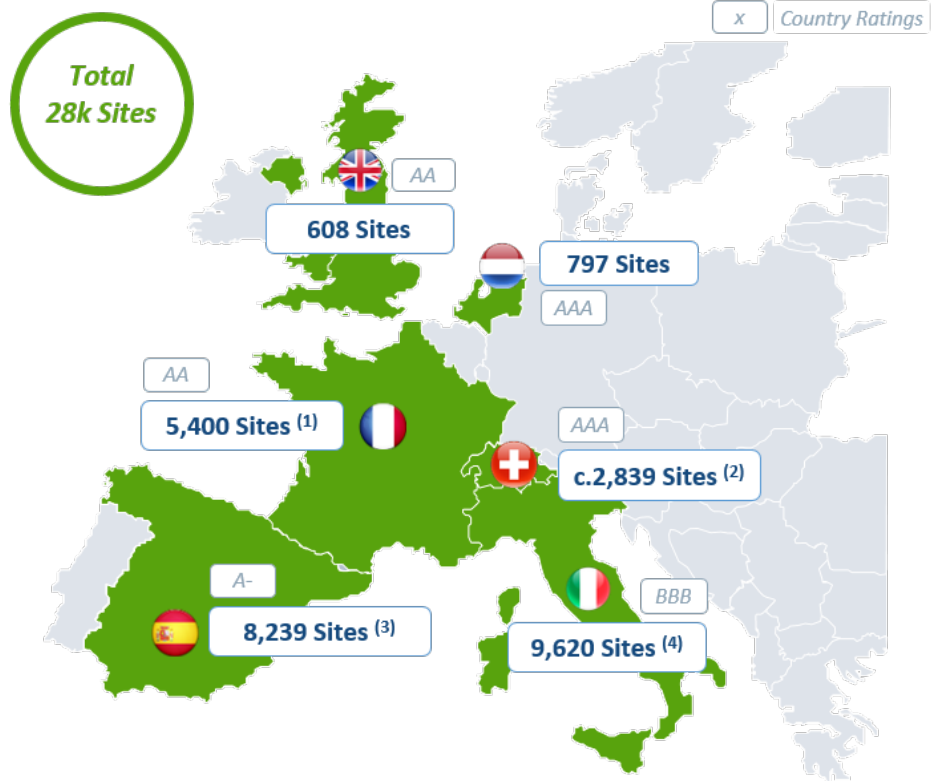 x Country Ratings
Total
28k Sites
AA
608 Sites
797 Sites
AAA
AA
5,400 Sites (1)
AAA
c.2,839 Sites (2)
A-
8,239 Sites (3)
BBB
9,620 Sites (4)